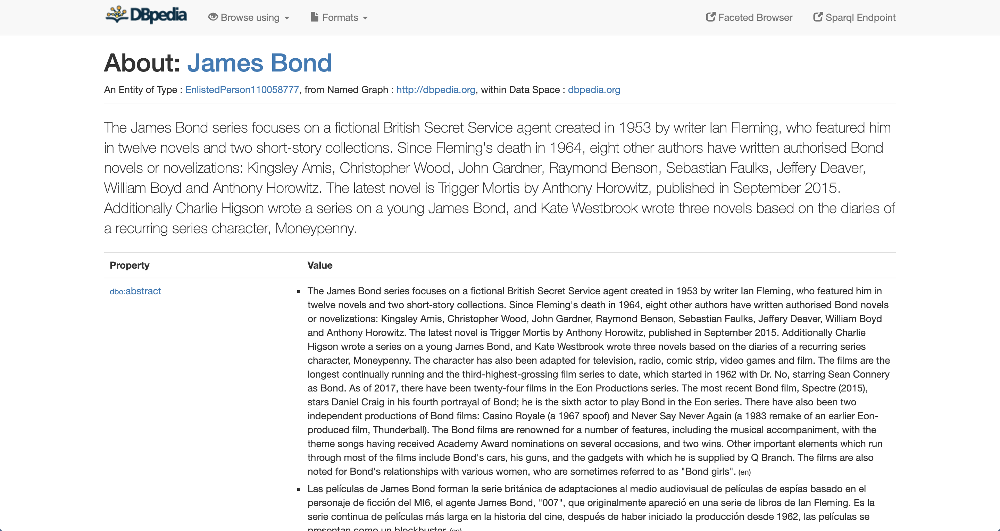 DBpedia Browse using Formats Faceted Browser Sparql Endpoint
About: James Bond
An Entity of Type : EnlistedPerson110058777, from Named Graph : http://dbpedia.org, within Data Space : dbpedia.org
The James Bond series focuses on a fictional British Secret Service agent created in 1953 by writer Ian Fleming, who featured him
in twelve novels and two short-story collections. Since Fleming's death in 1964, eight other authors have written authorised Bond
novels or novelizations: Kingsley Amis, Christopher Wood, John Gardner, Raymond Benson, Sebastian Faulks, Jeffery Deaver,
William Boyd and Anthony Horowitz. The latest novel is Trigger Mortis by Anthony Horowitz, published in September 2015.
Additionally Charlie Higson wrote a series on a young James Bond, and Kate Westbrook wrote three novels based on the diaries of
a recurring series character, Moneypenny.
Property Value
dbo:abstract
▪ The James Bond series focuses on a fictional British Secret Service agent created in 1953 by writer Ian Fleming, who featured him in
twelve novels and two short-story collections. Since Fleming's death in 1964, eight other authors have written authorised Bond novels
or novelizations: Kingsley Amis, Christopher Wood, John Gardner, Raymond Benson, Sebastian Faulks, Jeffery Deaver, William Boyd
and Anthony Horowitz. The latest novel is Trigger Mortis by Anthony Horowitz, published in September 2015. Additionally Charlie
Higson wrote a series on a young James Bond, and Kate Westbrook wrote three novels based on the diaries of a recurring series
character, Moneypenny. The character has also been adapted for television, radio, comic strip, video games and film. The films are the
longest continually running and the third-highest-grossing film series to date, which started in 1962 with Dr. No, starring Sean Connery
as Bond. As of 2017, there have been twenty-four films in the Eon Productions series. The most recent Bond film, Spectre (2015),
stars Daniel Craig in his fourth portrayal of Bond; he is the sixth actor to play Bond in the Eon series. There have also been two
independent productions of Bond films: Casino Royale (a 1967 spoof) and Never Say Never Again (a 1983 remake of an earlier Eon-
produced film, Thunderball). The Bond films are renowned for a number of features, including the musical accompaniment, with the
theme songs having received Academy Award nominations on several occasions, and two wins. Other important elements which run
through most of the films include Bond's cars, his guns, and the gadgets with which he is supplied by Q Branch. The films are also
noted for Bond's relationships with various women, who are sometimes referred to as "Bond girls". (en)
▪ Las películas de James Bond forman la serie británica de adaptaciones al medio audiovisual de películas de espías basado en el
personaje de ficción del MI6, el agente James Bond, "007", que originalmente apareció en una serie de libros de Ian Fleming. Es la
serie continua de películas más larga en la historia del cine, después de haber iniciado la producción desde 1962, las películas se
presentan como un blockbuster. (es)